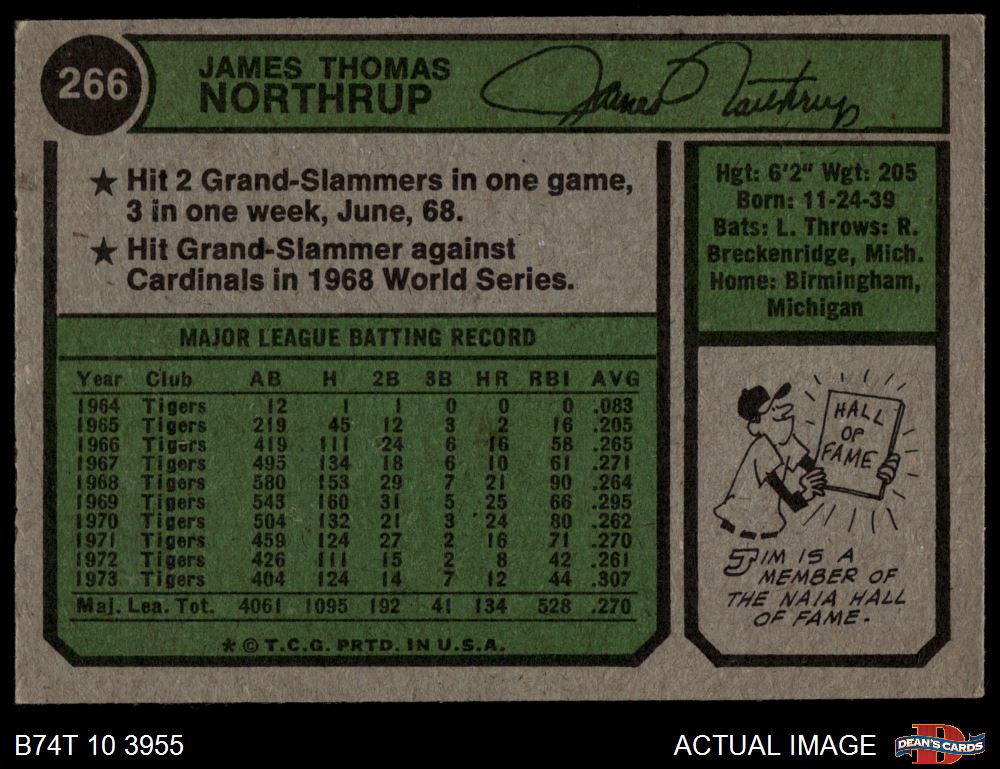 266
JAMES THOMAS
NORTHRUP
James Northrup
★ Hit 2 Grand-Slammers in one game,
3 in one week, June, 68.
★ Hit Grand-Slammer against
Cardinals in 1968 World Series.
Hgt: 6'2" Wgt: 205
Born: 11-24-39
Bats: L. Throws: R.
Breckenridge, Mich.
Home: Birmingham,
Michigan
MAJOR LEAGUE BATTING RECORD
Year Club AB H 2B 3B HR RBI AVG
1964 Tigers 12 1 1 0 0 0 .083
1965 Tigers 219 45 12 3 2 16 .205
1966 Tigers 419 111 24 6 16 58 .265
1967 Tigers 495 134 18 6 10 61 .271
1968 Tigers 580 153 29 7 21 90 .264
1969 Tigers 543 160 31 5 25 66 .295
1970 Tigers 504 132 21 3 24 80 .262
1971 Tigers 459 124 27 2 16 71 .270
1972 Tigers 426 111 15 2 8 42 .261
1973 Tigers 404 124 14 7 12 44 .307
Maj. Lea. Tot. 4061 1095 192 41 134 528 .270
* © T.C.G. PRTD. IN U.S.A.
HALL
OF
FAME
JIM IS A
MEMBER OF
THE NAIA HALL
OF FAME.
B74T 10 3955
ACTUAL IMAGE
D
DEAN'S CARDS